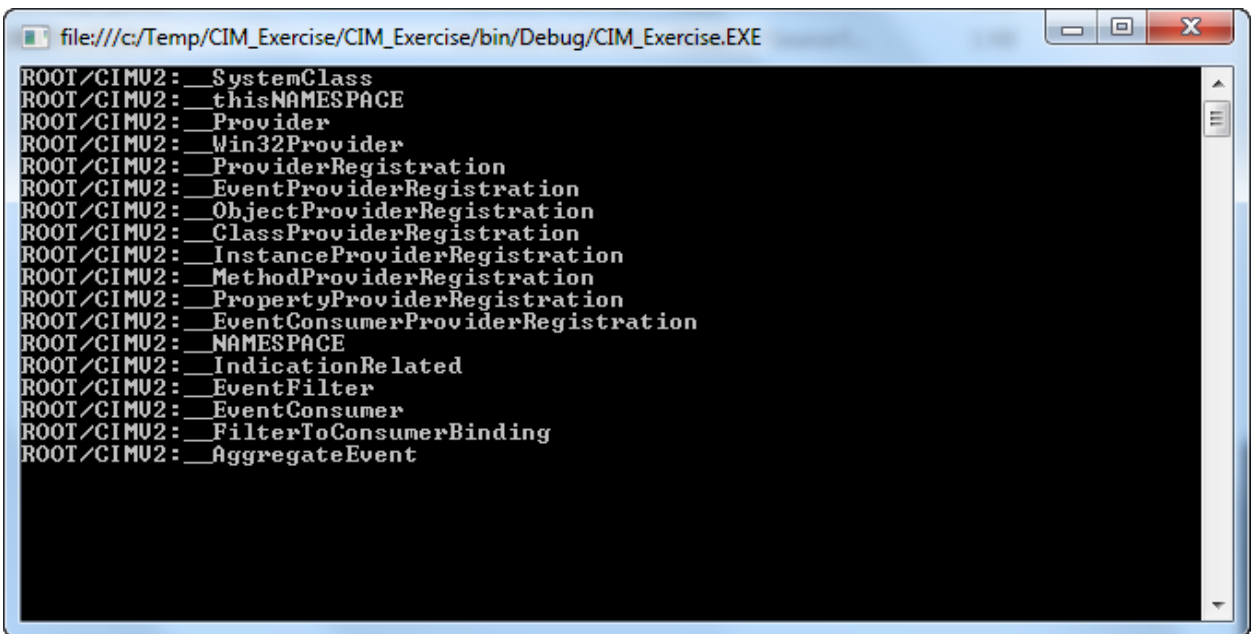 file:///c:/Temp/CIM_Exercise/CIM_Exercise/bin/Debug/CIM_Exercise.EXE
ROOT/CIMV2:__SystemClass
ROOT/CIMV2:__thisNAMESPACE
ROOT/CIMV2:__Provider
ROOT/CIMV2:__Win32Provider
ROOT/CIMV2:__ProviderRegistration
ROOT/CIMV2:__EventProviderRegistration
ROOT/CIMV2:__ObjectProviderRegistration
ROOT/CIMV2:__ClassProviderRegistration
ROOT/CIMV2:__InstanceProviderRegistration
ROOT/CIMV2:__MethodProviderRegistration
ROOT/CIMV2:__PropertyProviderRegistration
ROOT/CIMV2:__EventConsumerProviderRegistration
ROOT/CIMV2:__NAMESPACE
ROOT/CIMV2:__IndicationRelated
ROOT/CIMV2:__EventFilter
ROOT/CIMV2:__EventConsumer
ROOT/CIMV2:__FilterToConsumerBinding
ROOT/CIMV2:__AggregateEvent